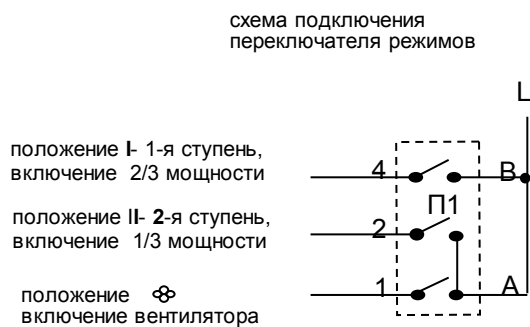 схема подключения
переключателя режимов
L
положение I- 1-я ступень,
включение 2/3 мощности
4
B
положение II- 2-я ступень,
включение 1/3 мощности
П1
2
положение
включение вентилятора
1
A